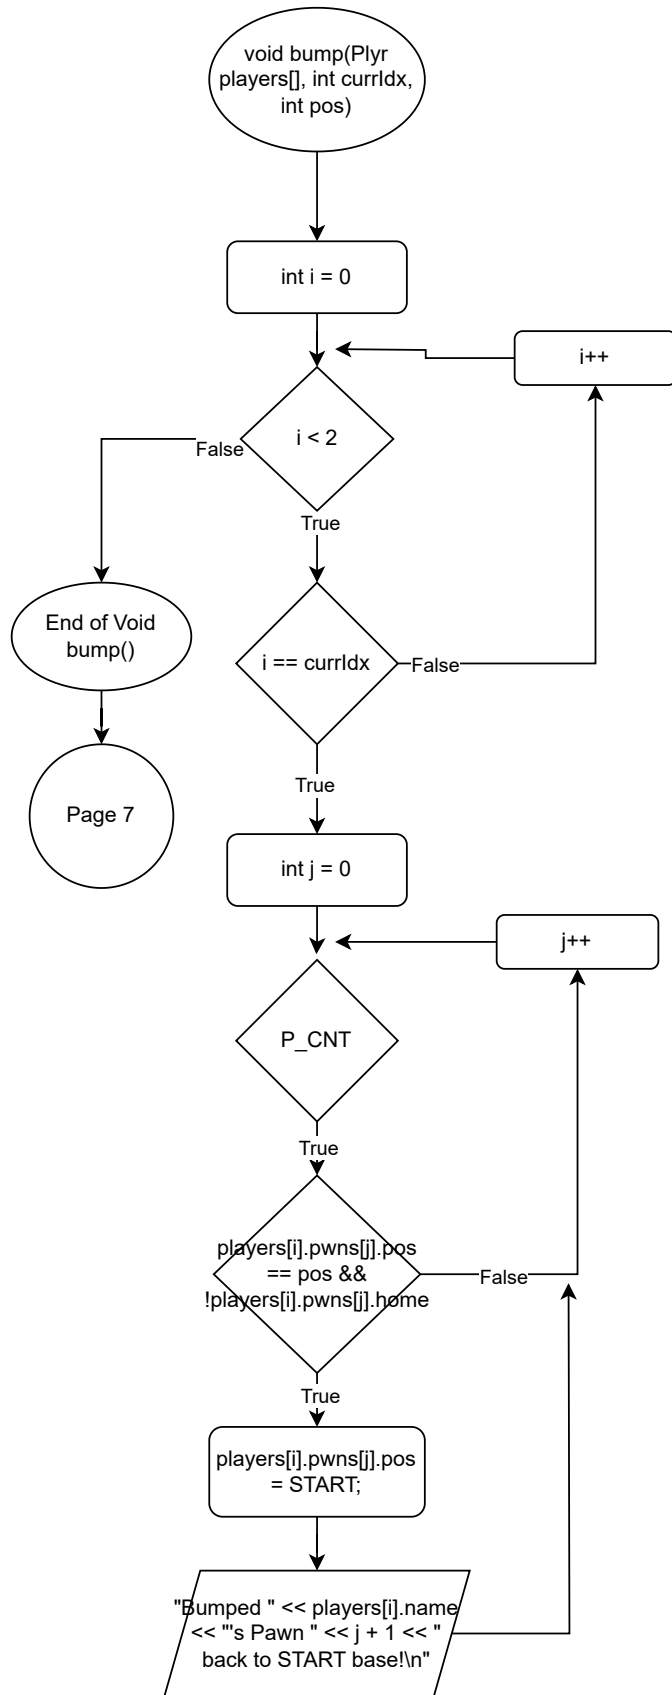 void bump(Plyr
players[], int currIdx,
int pos)
int i = 0
i++
i < 2
False
True
End of Void
bump()
i == currIdx
False
Page 7
True
int j = 0
j++
P_CNT
True
players[i].pwns[j].pos
== pos &&
!players[i].pwns[j].home
False
True
players[i].pwns[j].pos
= START;
"Bumped " << players[i].name
<< "'s Pawn " << j + 1 << "
back to START base!\n"